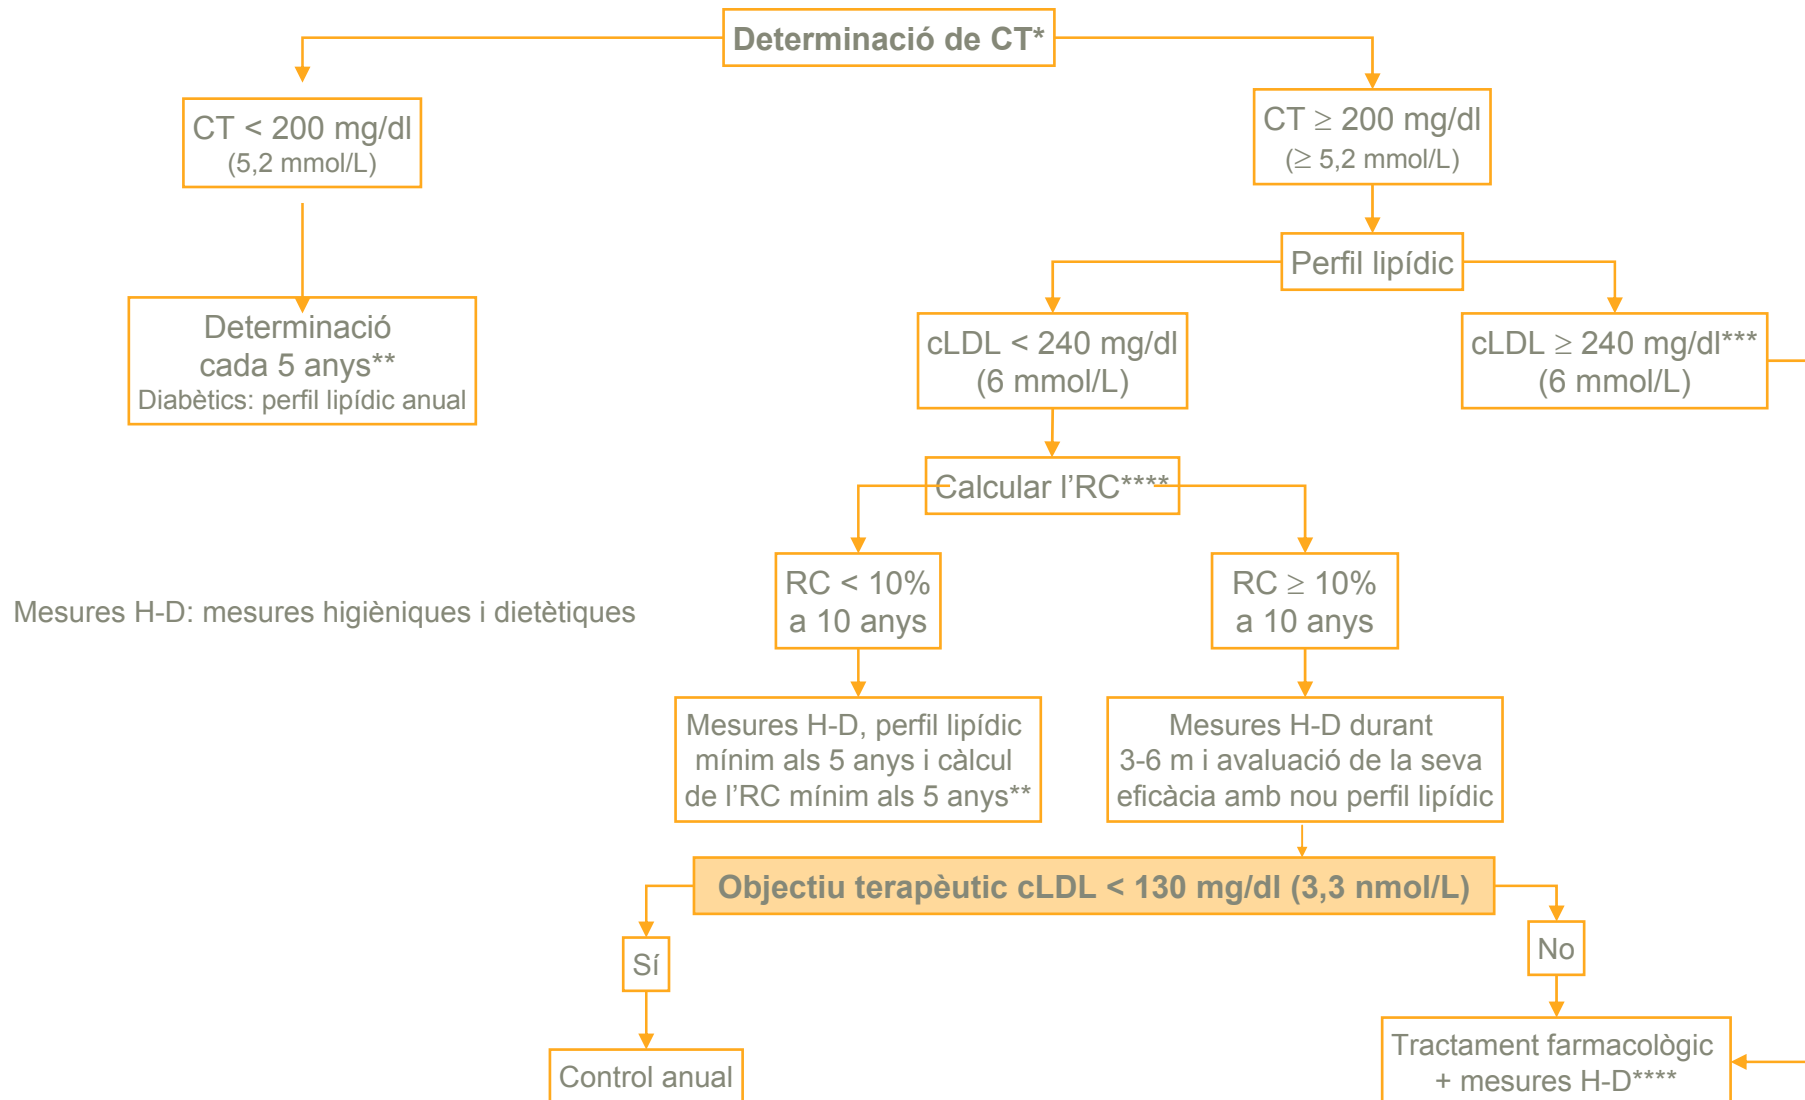 Determinació de CT*
CT < 200 mg/dl
(5,2 mmol/L)
CT ≥ 200 mg/dl
(≥ 5,2 mmol/L)
Perfil lipídic
Determinació
cada 5 anys**
Diabètics: perfil lipídic anual
cLDL < 240 mg/dl
(6 mmol/L)
cLDL ≥ 240 mg/dl***
(6 mmol/L)
Calcular l’RC****
RC < 10%
a 10 anys
RC ≥ 10%
a 10 anys
Mesures H-D: mesures higièniques i dietètiques
Mesures H-D, perfil lipídic
mínim als 5 anys i càlcul
de l’RC mínim als 5 anys**
Mesures H-D durant
3-6 m i avaluació de la seva
eficàcia amb nou perfil lipídic
Objectiu terapèutic cLDL < 130 mg/dl (3,3 nmol/L)
Sí
No
Control anual
Tractament farmacològic
+ mesures H-D****